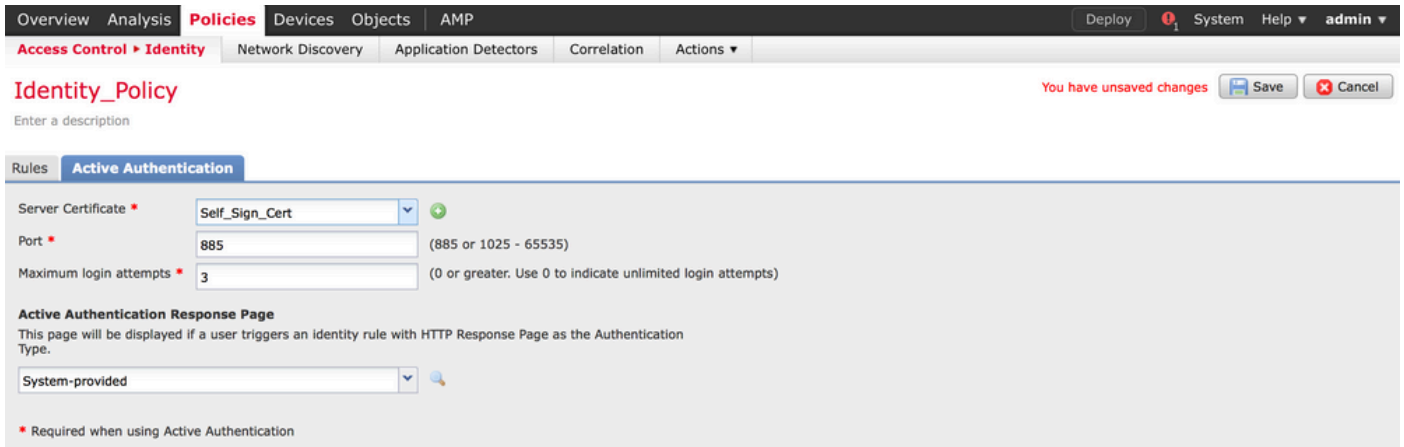 Overview Analysis Policies Devices Objects AMP Deploy 1 System Help ▾ admin ▾
Access Control ▸ Identity Network Discovery Application Detectors Correlation Actions ▾
Identity_Policy You have unsaved changes Save Cancel
Enter a description
Rules Active Authentication
Server Certificate * Self_Sign_Cert
Port * 885 (885 or 1025 - 65535)
Maximum login attempts * 3 (0 or greater. Use 0 to indicate unlimited login attempts)
Active Authentication Response Page
This page will be displayed if a user triggers an identity rule with HTTP Response Page as the Authentication
Type.
System-provided
* Required when using Active Authentication